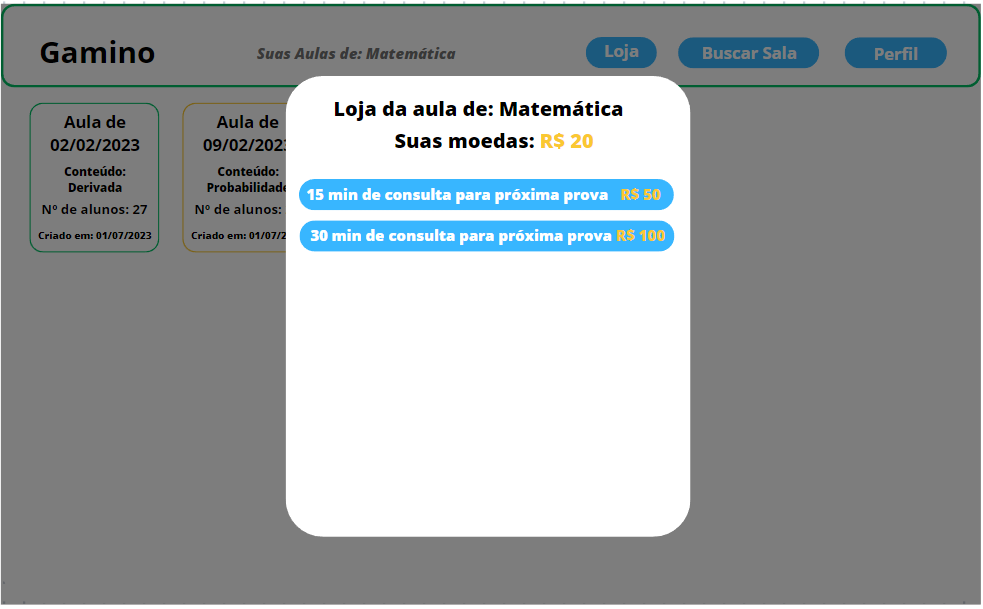 Gamino
Suas Aulas de: Matemática
Loja
Buscar Sala
Perfil
Loja da aula de: Matemática
Suas moedas: R$ 20
15 min de consulta para próxima prova R$ 50
30 min de consulta para próxima prova R$ 100
Aula de
02/02/2023
Conteúdo:
Derivada
Nº de alunos: 27
Criado em: 01/07/2023
Aula de
09/02/2023
Conteúdo:
Probabilidade
Nº de alunos:
Criado em: 01/07/2